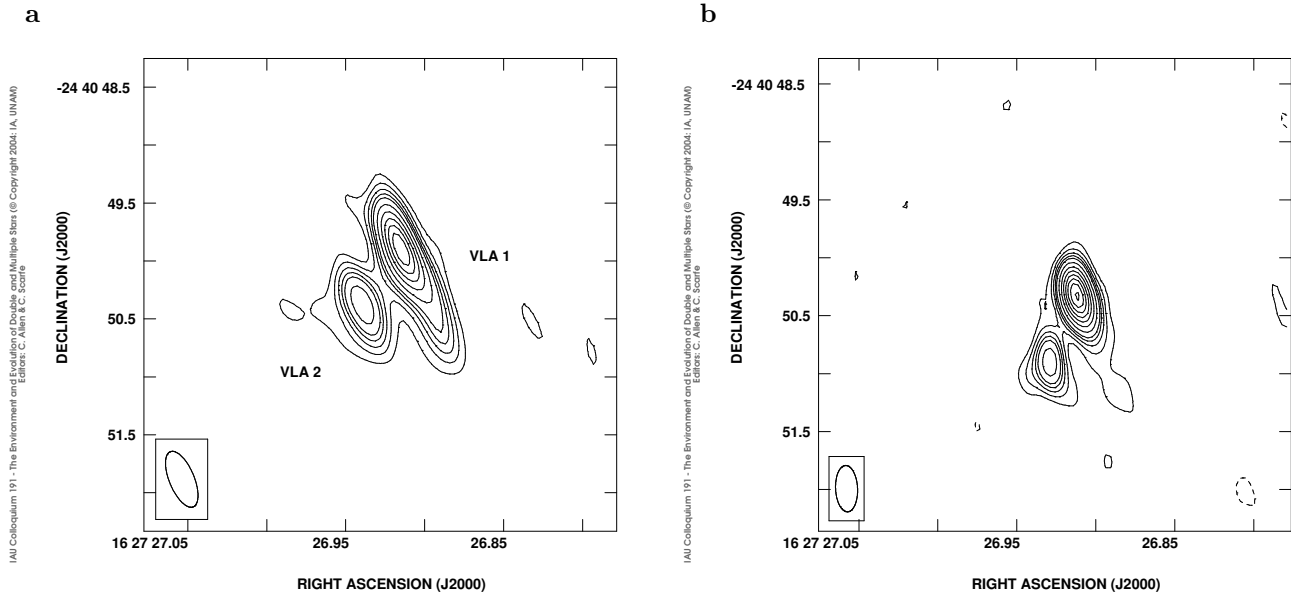 a
b
IAU Colloquium 191 - The Environment and Evolution of Double and Multiple Stars (© Copyright 2004: IA, UNAM)
Editors: C. Allen & C. Scarfe
DECLINATION (J2000)
-24 40 48.5
49.5
50.5
51.5
VLA 1
VLA 2
16 27 27.05
26.95
26.85
RIGHT ASCENSION (J2000)
IAU Colloquium 191 - The Environment and Evolution of Double and Multiple Stars (© Copyright 2004: IA, UNAM)
Editors: C. Allen & C. Scarfe
DECLINATION (J2000)
-24 40 48.5
49.5
50.5
51.5
16 27 27.05
26.95
26.85
RIGHT ASCENSION (J2000)